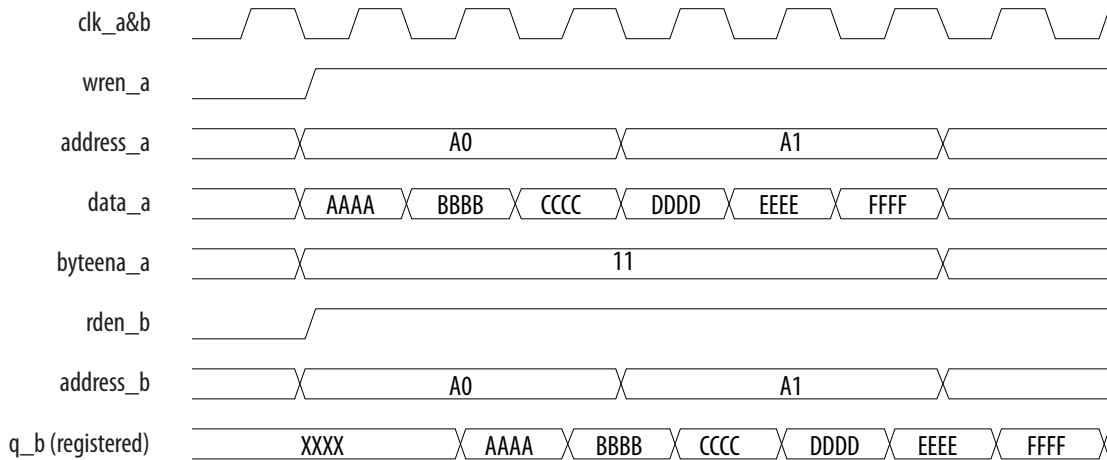 clk_a&b
wren_a
address_a A0 A1
data_a AAAA BBBB CCCC DDDD EEEE FFFF
byteena_a 11
rden_b
address_b A0 A1
q_b (registered) XXXX AAAA BBBB CCCC DDDD EEEE FFFF